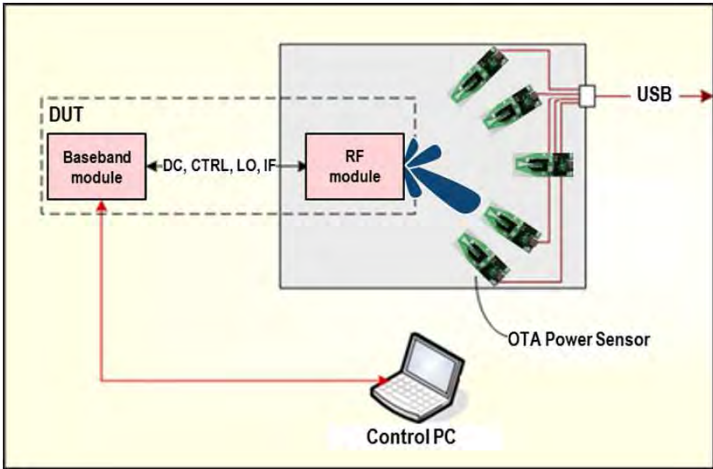 USB
DUT
Baseband
module
DC, CTRL, LO, IF
RF
module
OTA Power Sensor
Control PC